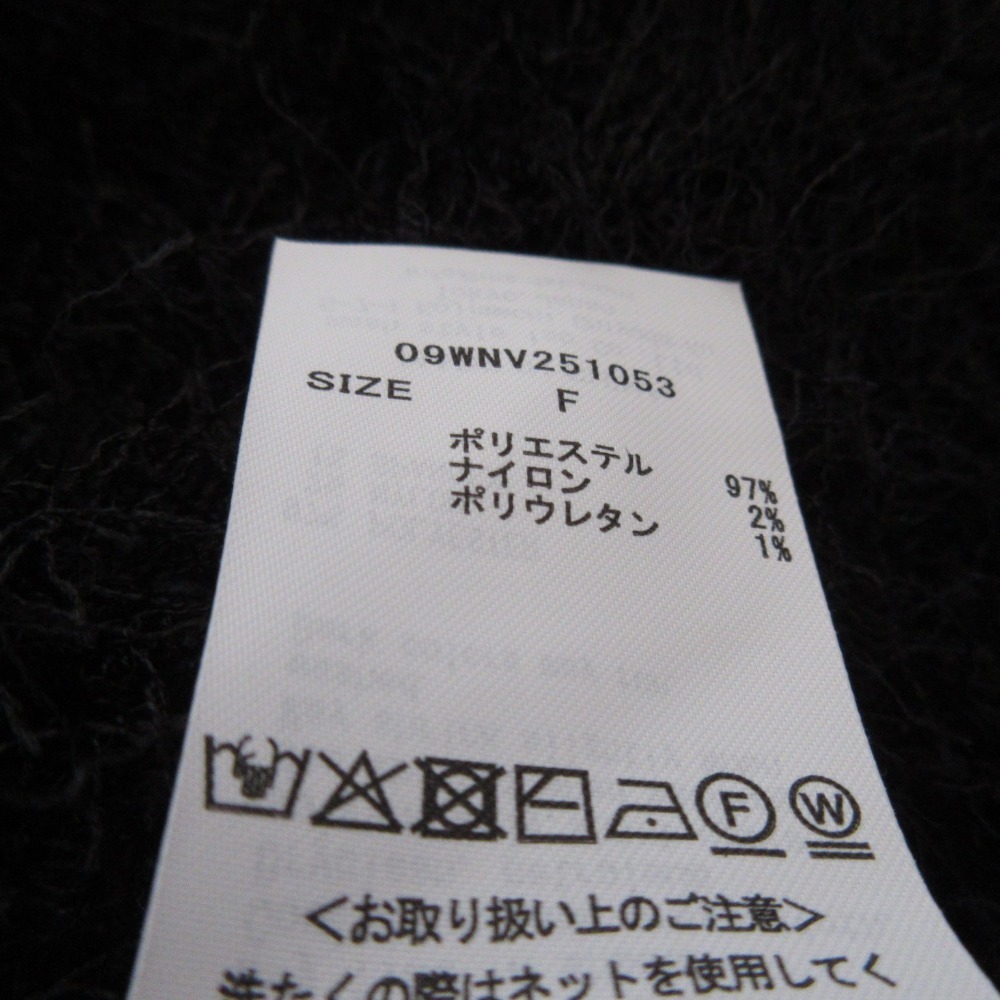 09WNV251053
SIZE F
ポリエステル 97%
ナイロン 2%
ポリウレタン 1%
F W
＜お取り扱い上のご注意＞
洗たくの際はネットを使用してく